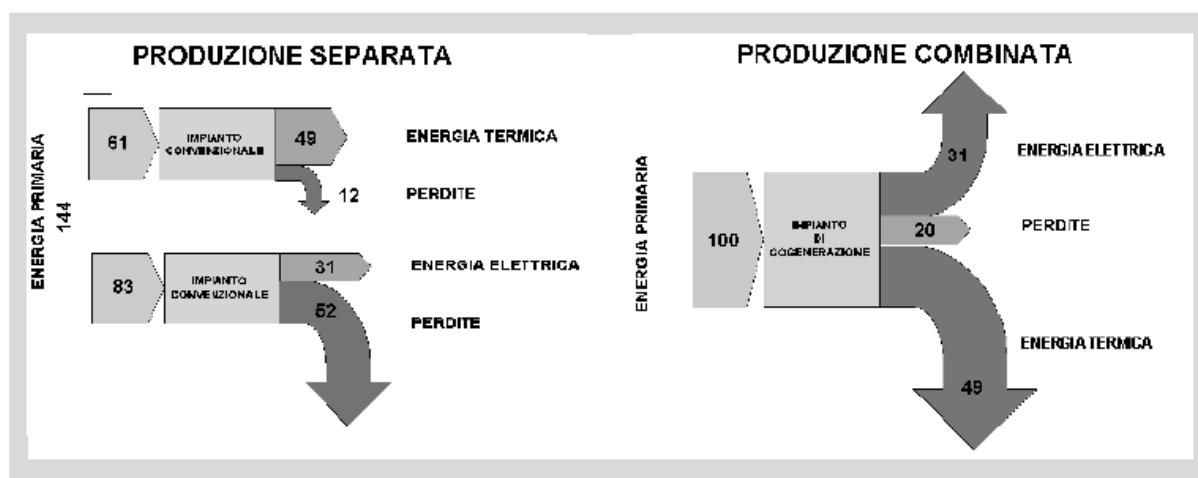 PRODUZIONE SEPARATA
ENERGIA PRIMARIA
144
61
IMPIANTO
CONVENZIONALE
49
ENERGIA TERMICA
12
PERDITE
83
IMPIANTO
CONVENZIONALE
31
ENERGIA ELETTRICA
52
PERDITE
PRODUZIONE COMBINATA
ENERGIA PRIMARIA
100
IMPIANTO
DI
COGENERAZIONE
31
ENERGIA ELETTRICA
20
PERDITE
49
ENERGIA TERMICA